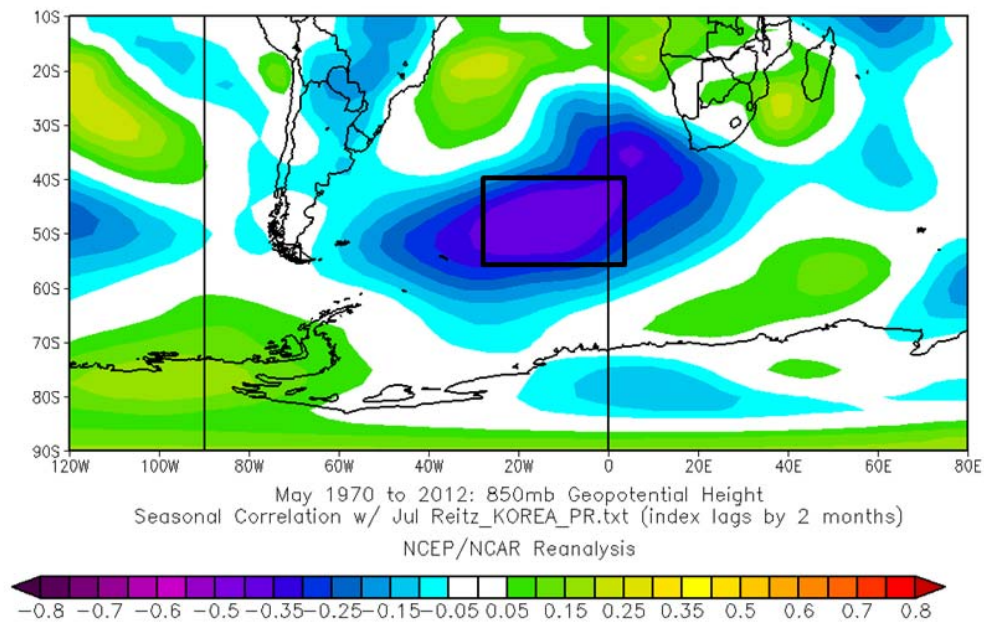 10S
20S
30S
40S
50S
60S
70S
80S
90S
120W 100W 80W 60W 40W 20W 0 20E 40E 60E 80E
May 1970 to 2012: 850mb Geopotential Height
Seasonal Correlation w/ Jul Reitz_KOREA_PR.txt (index lags by 2 months)
NCEP/NCAR Reanalysis
-0.8 -0.7 -0.6 -0.5 -0.35 -0.25 -0.15 -0.05 0.05 0.15 0.25 0.35 0.5 0.6 0.7 0.8